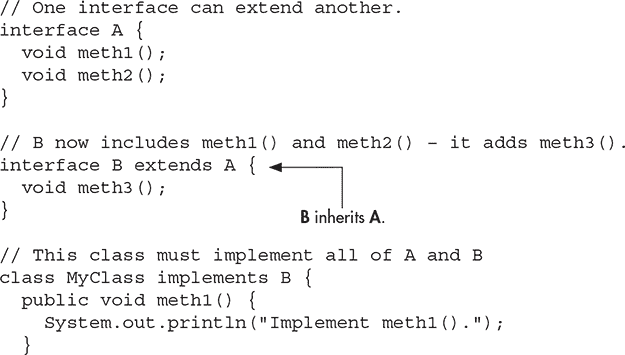 // One interface can extend another.
interface A {
  void meth1();
  void meth2();
}

// B now includes meth1() and meth2() – it adds meth3().
interface B extends A {
  void meth3();
}
B inherits A.

// This class must implement all of A and B
class MyClass implements B {
  public void meth1() {
    System.out.println("Implement meth1().");
  }